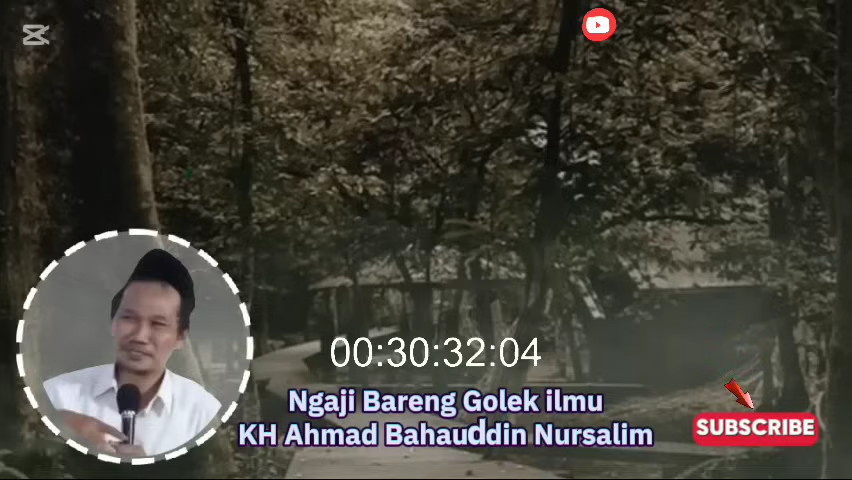 00:30:32:04
Ngaji Bareng Golek ilmu
KH Ahmad Bahauddin Nursalim
SUBSCRIBE